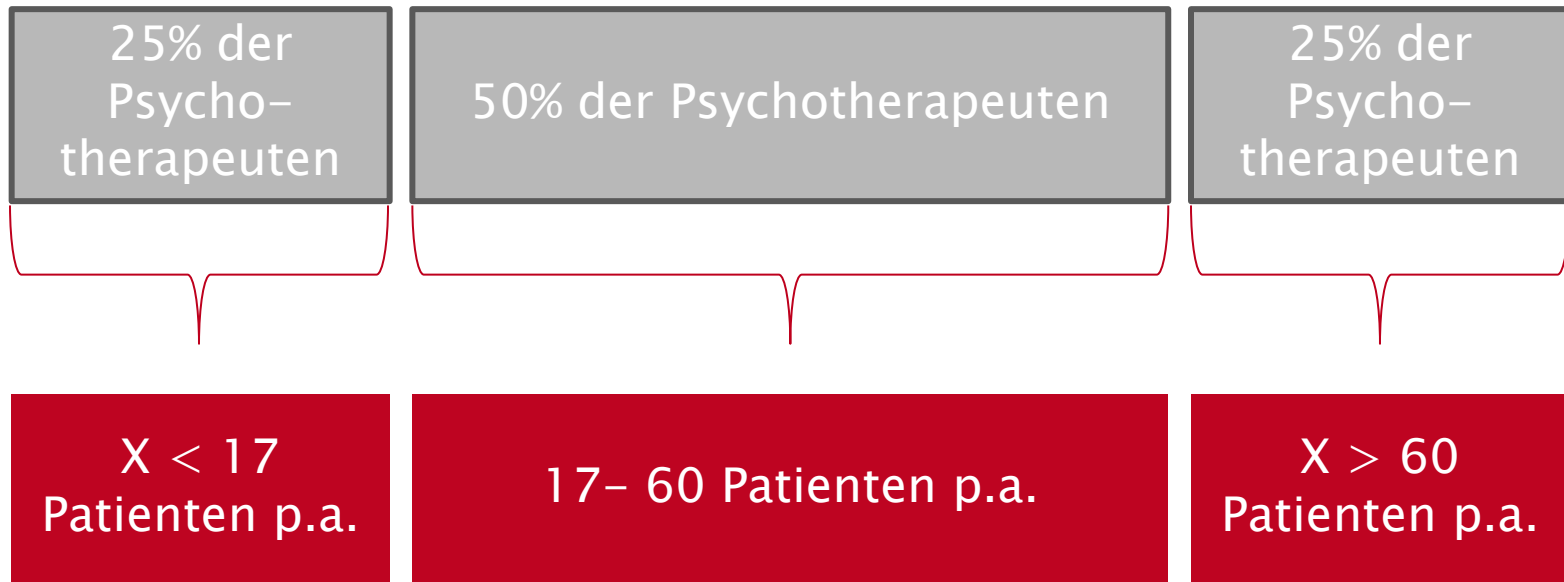 25% der
Psycho-
therapeuten
50% der Psychotherapeuten
25% der
Psycho-
therapeuten
X < 17
Patienten p.a.
17- 60 Patienten p.a.
X > 60
Patienten p.a.